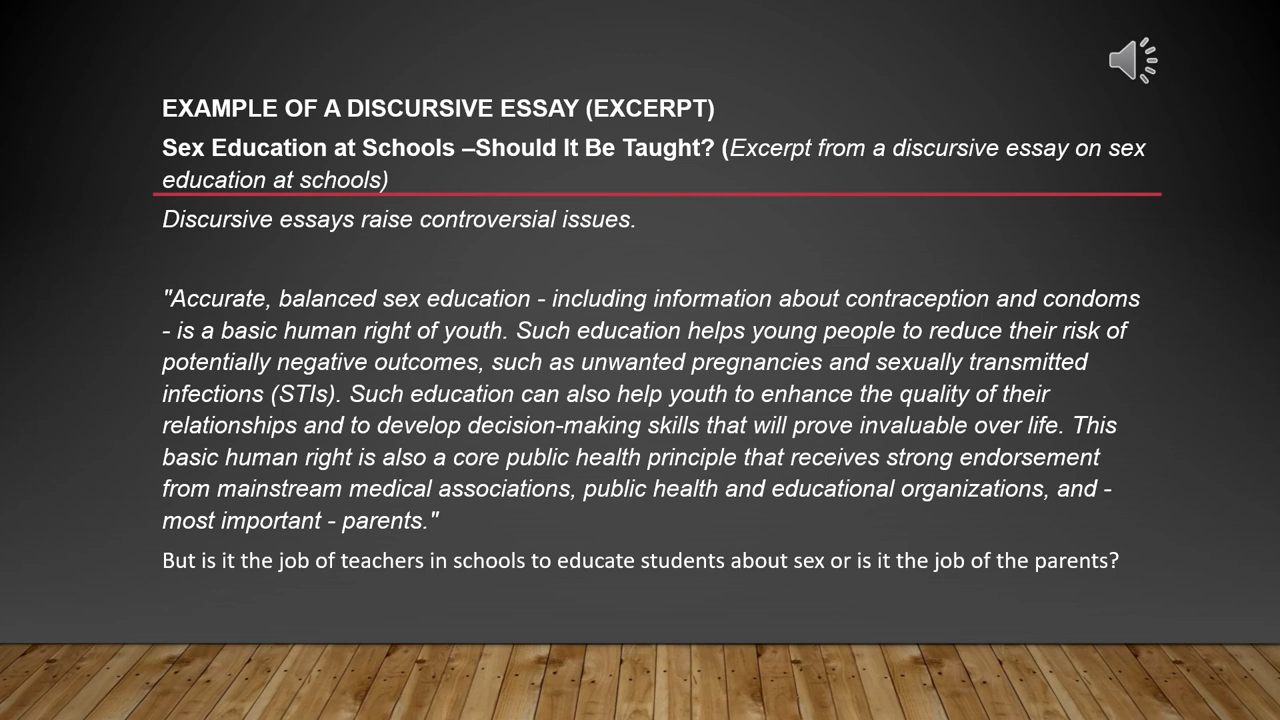 EXAMPLE OF A DISCURSIVE ESSAY (EXCERPT)
Sex Education at Schools –Should It Be Taught? (Excerpt from a discursive essay on sex
education at schools)
Discursive essays raise controversial issues.
"Accurate, balanced sex education - including information about contraception and condoms
- is a basic human right of youth. Such education helps young people to reduce their risk of
potentially negative outcomes, such as unwanted pregnancies and sexually transmitted
infections (STIs). Such education can also help youth to enhance the quality of their
relationships and to develop decision-making skills that will prove invaluable over life. This
basic human right is also a core public health principle that receives strong endorsement
from mainstream medical associations, public health and educational organizations, and -
most important - parents."
But is it the job of teachers in schools to educate students about sex or is it the job of the parents?